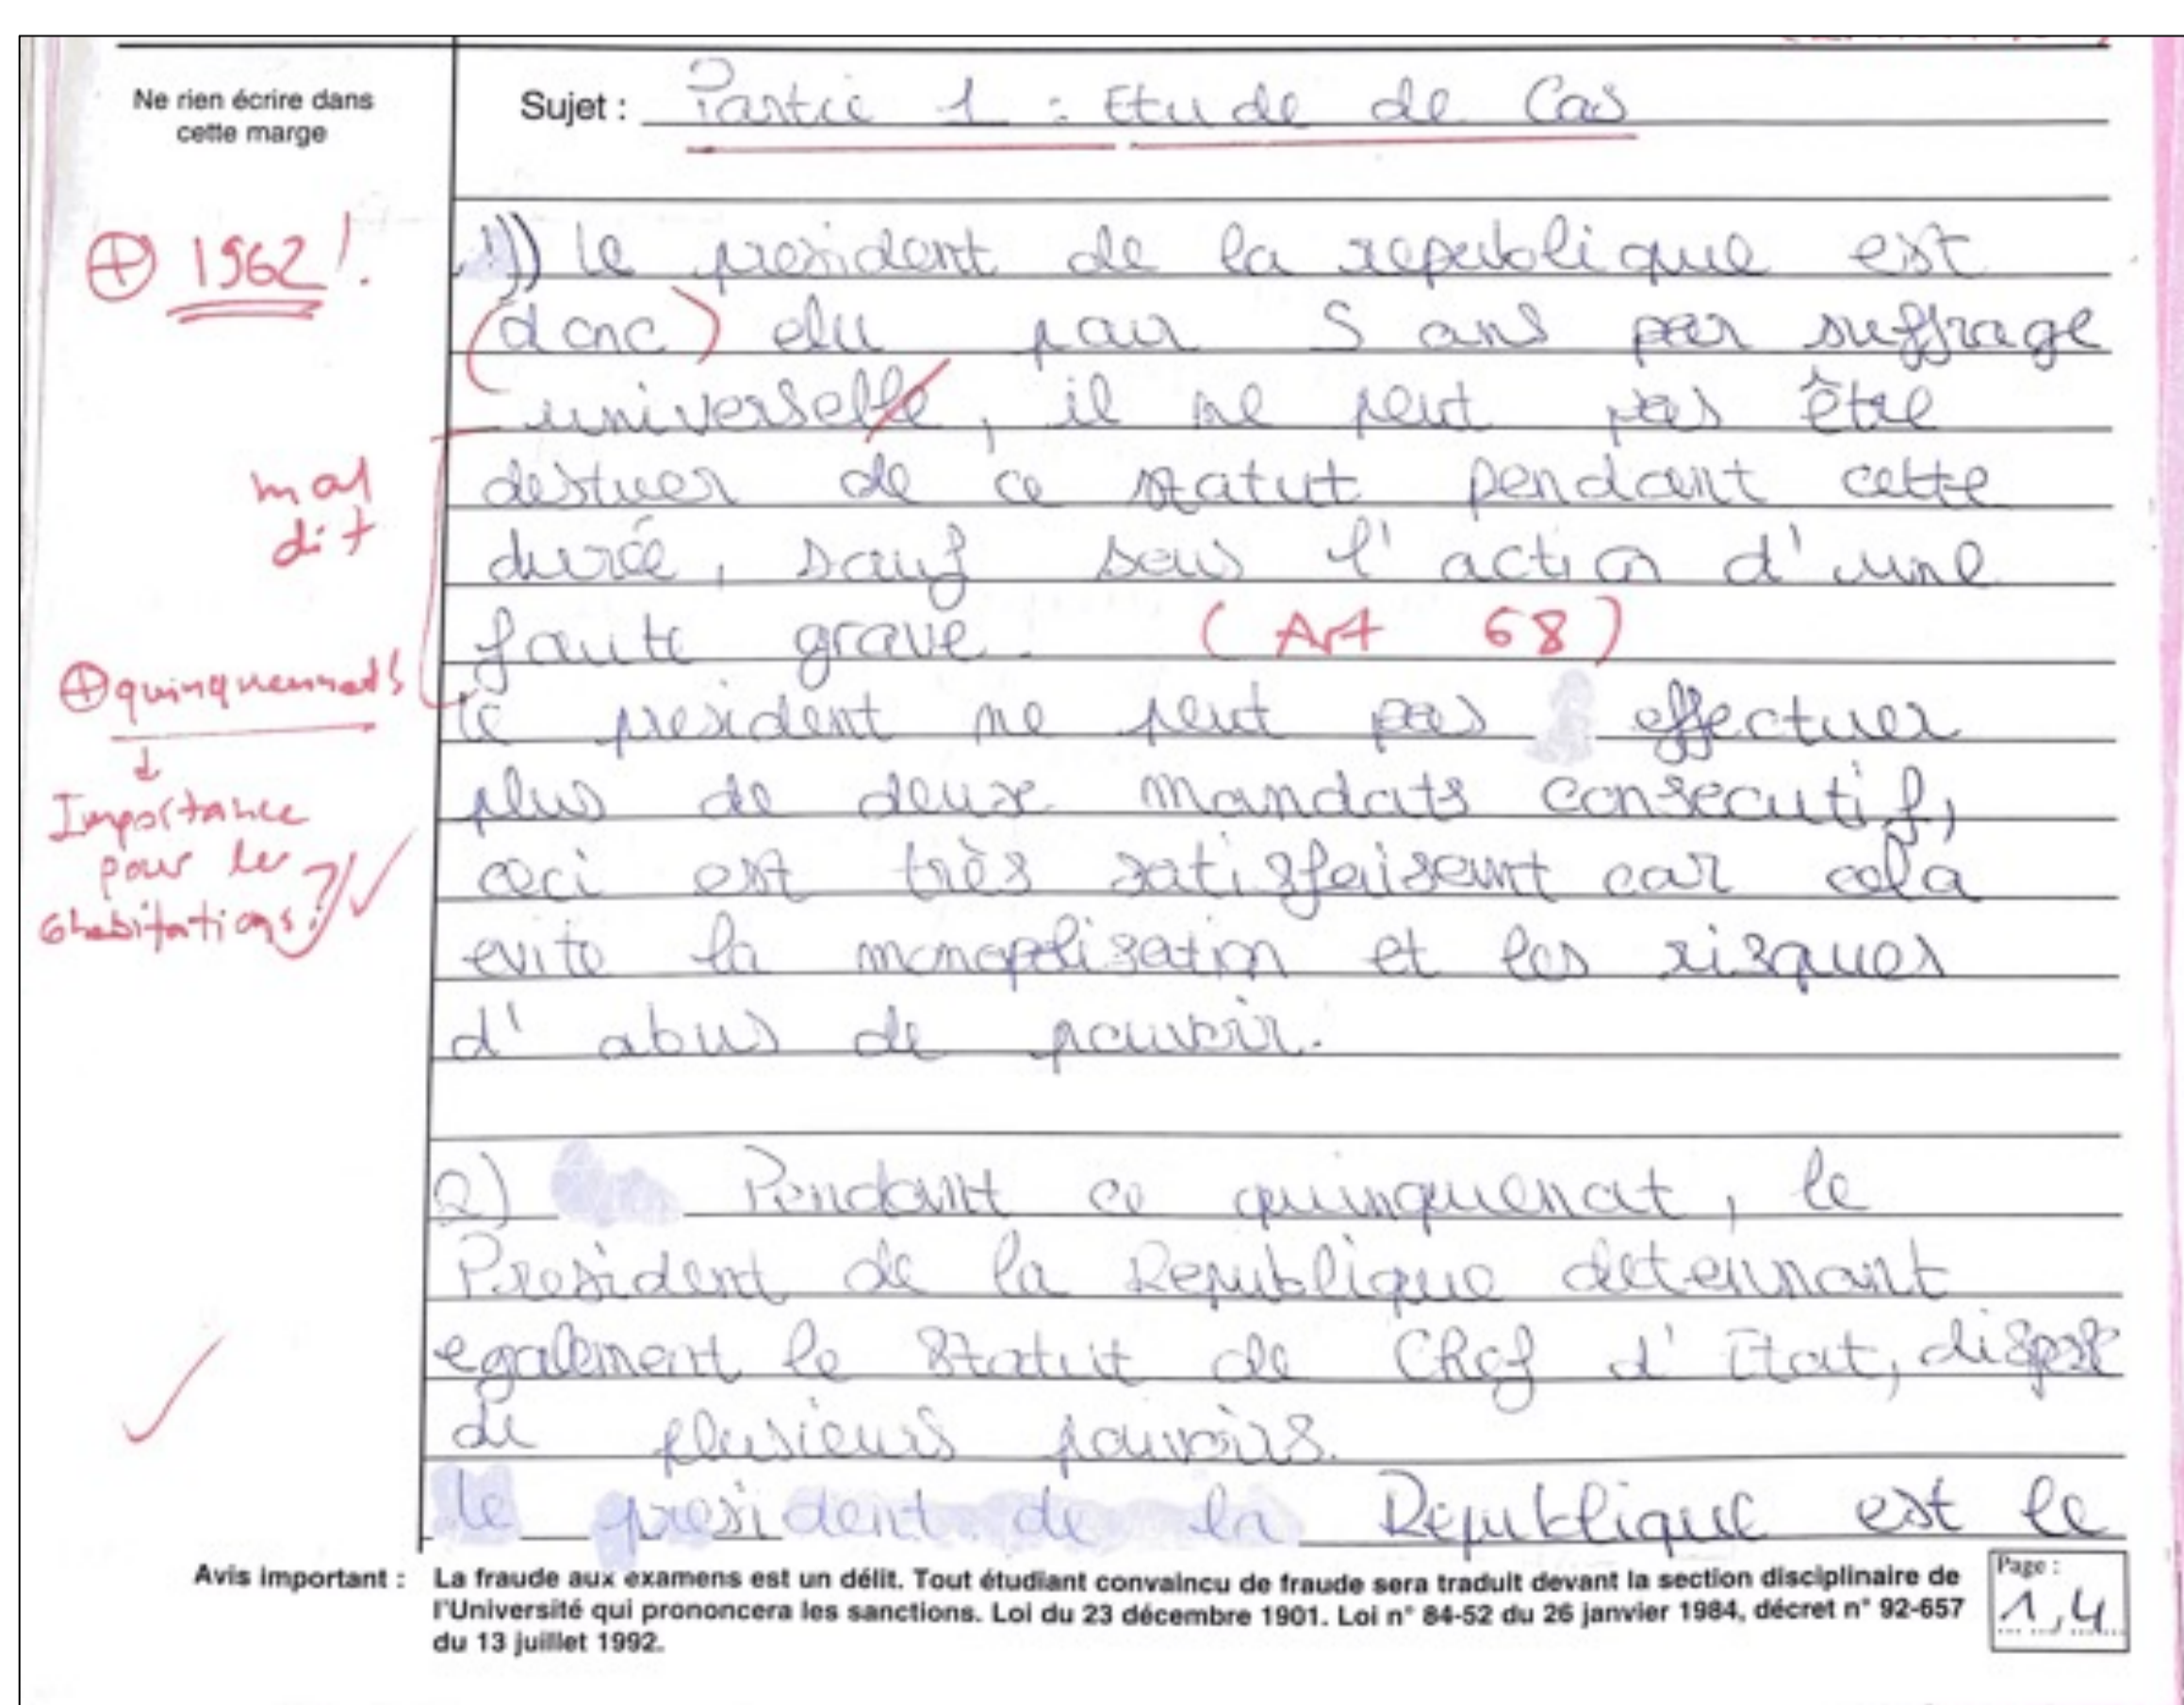 Ne rien écrire dans
cette marge
Sujet : Partie 1 : Etude de Cas
⊕ 1962 !
1)) le president de la republique est
(donc) elu pour 5 ans par suffrage
universelle, il ne peut pas être
mal
dit
destuer de ce statut pendant cette
durée, sauf sous l'action d'une
faute grave. (Art 68)
⊕ quinquennats
↓
Importance
pour les
cohabitations ?
le president ne peut pas effectuer
plus de deux mandats consecutif,
ceci est très satisfaisant car cela
evite la monopolisation et les risques
d'abus de pouvoir.
2) Pendant ce quinquenat, le
President de la Republique detennant
egalement le statut de Chef d'Etat, dispose
de plusieurs pouvoirs.
le president de la Republique est le
Avis important : La fraude aux examens est un délit. Tout étudiant convaincu de fraude sera traduit devant la section disciplinaire de
l'Université qui prononcera les sanctions. Loi du 23 décembre 1901. Loi n° 84-52 du 26 janvier 1984, décret n° 92-657
du 13 juillet 1992.
Page :
1,4